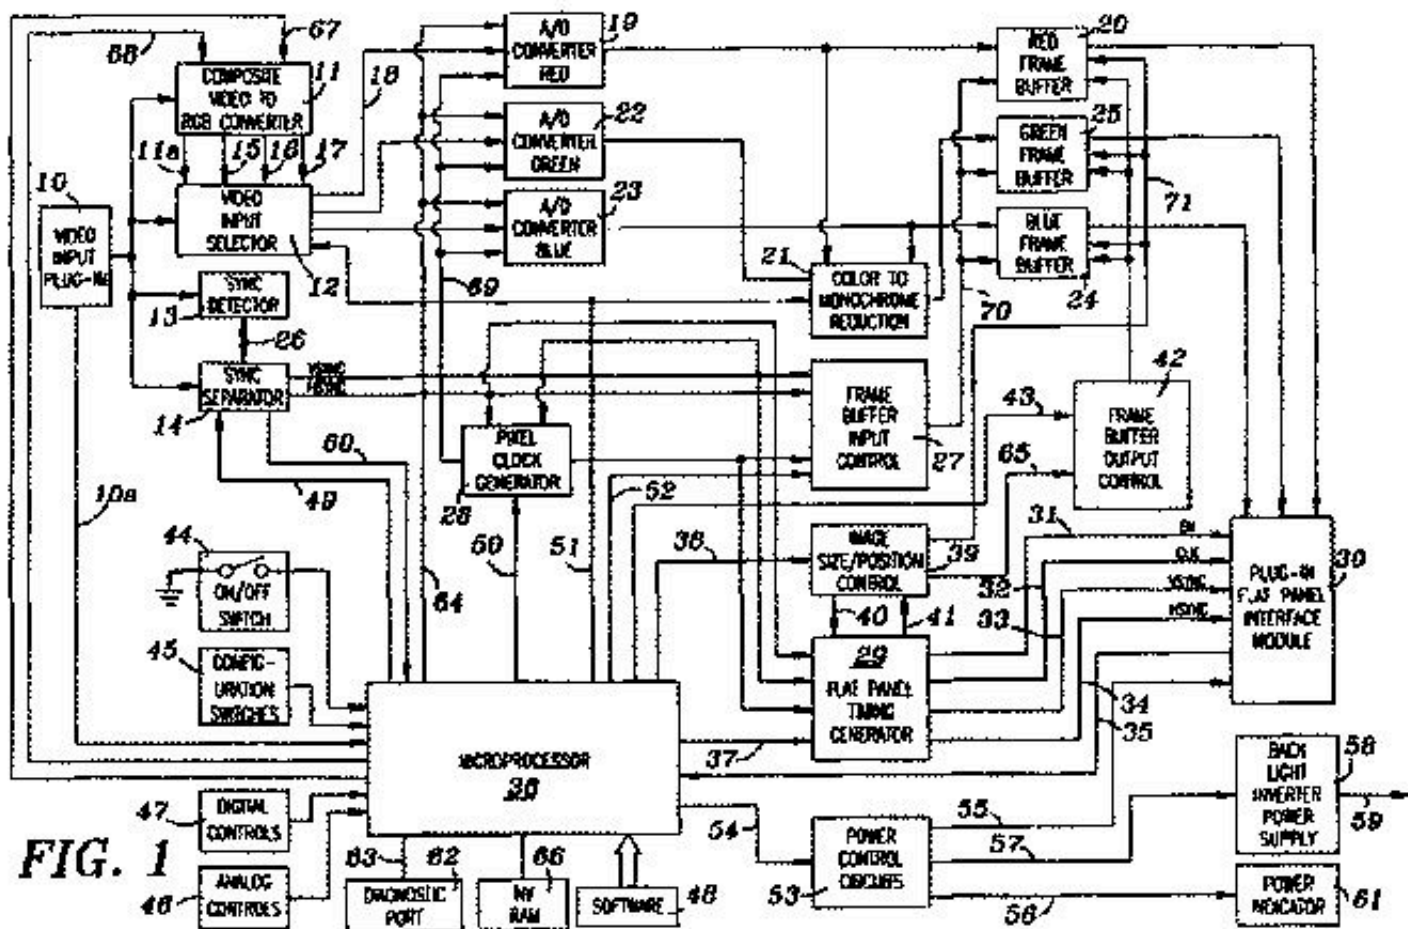 67
68
COMPOSITE
VIDEO TO
RGB CONVERTER
11
18
11a
15
16
17
10
VIDEO
INPUT
PLUG-IN
VIDEO
INPUT
SELECTOR
12
SYNC
DETECTOR
13
26
SYNC
SEPARATOR
14
VSYNC
HSYNC
60
49
10a
A/D
CONVERTER
RED
19
A/D
CONVERTER
GREEN
22
A/D
CONVERTER
BLUE
23
69
RED
FRAME
BUFFER
20
GREEN
FRAME
BUFFER
25
BLUE
FRAME
BUFFER
24
71
70
21
COLOR TO
MONOCHROME
REDUCTION
PIXEL
CLOCK
GENERATOR
28
FRAME
BUFFER
INPUT
CONTROL
27
42
43
FRAME
BUFFER
OUTPUT
CONTROL
65
52
50
51
64
38
IMAGE
SIZE/POSITION
CONTROL
39
40
41
31
32
33
34
35
EN
CLK
VSYNC
HSYNC
PLUG-IN
FLAT PANEL
INTERFACE
MODULE
30
44
ON/OFF
SWITCH
45
CONFIG-
URATION
SWITCHES
29
FLAT PANEL
TIMING
GENERATOR
37
MICROPROCESSOR
36
47
DIGITAL
CONTROLS
46
ANALOG
CONTROLS
FIG. 1
63
62
DIAGNOSTIC
PORT
66
NV
RAM
SOFTWARE
48
54
POWER
CONTROL
CIRCUITS
53
55
57
56
BACK
LIGHT
INVERTER
POWER
SUPPLY
58
59
POWER
INDICATOR
61